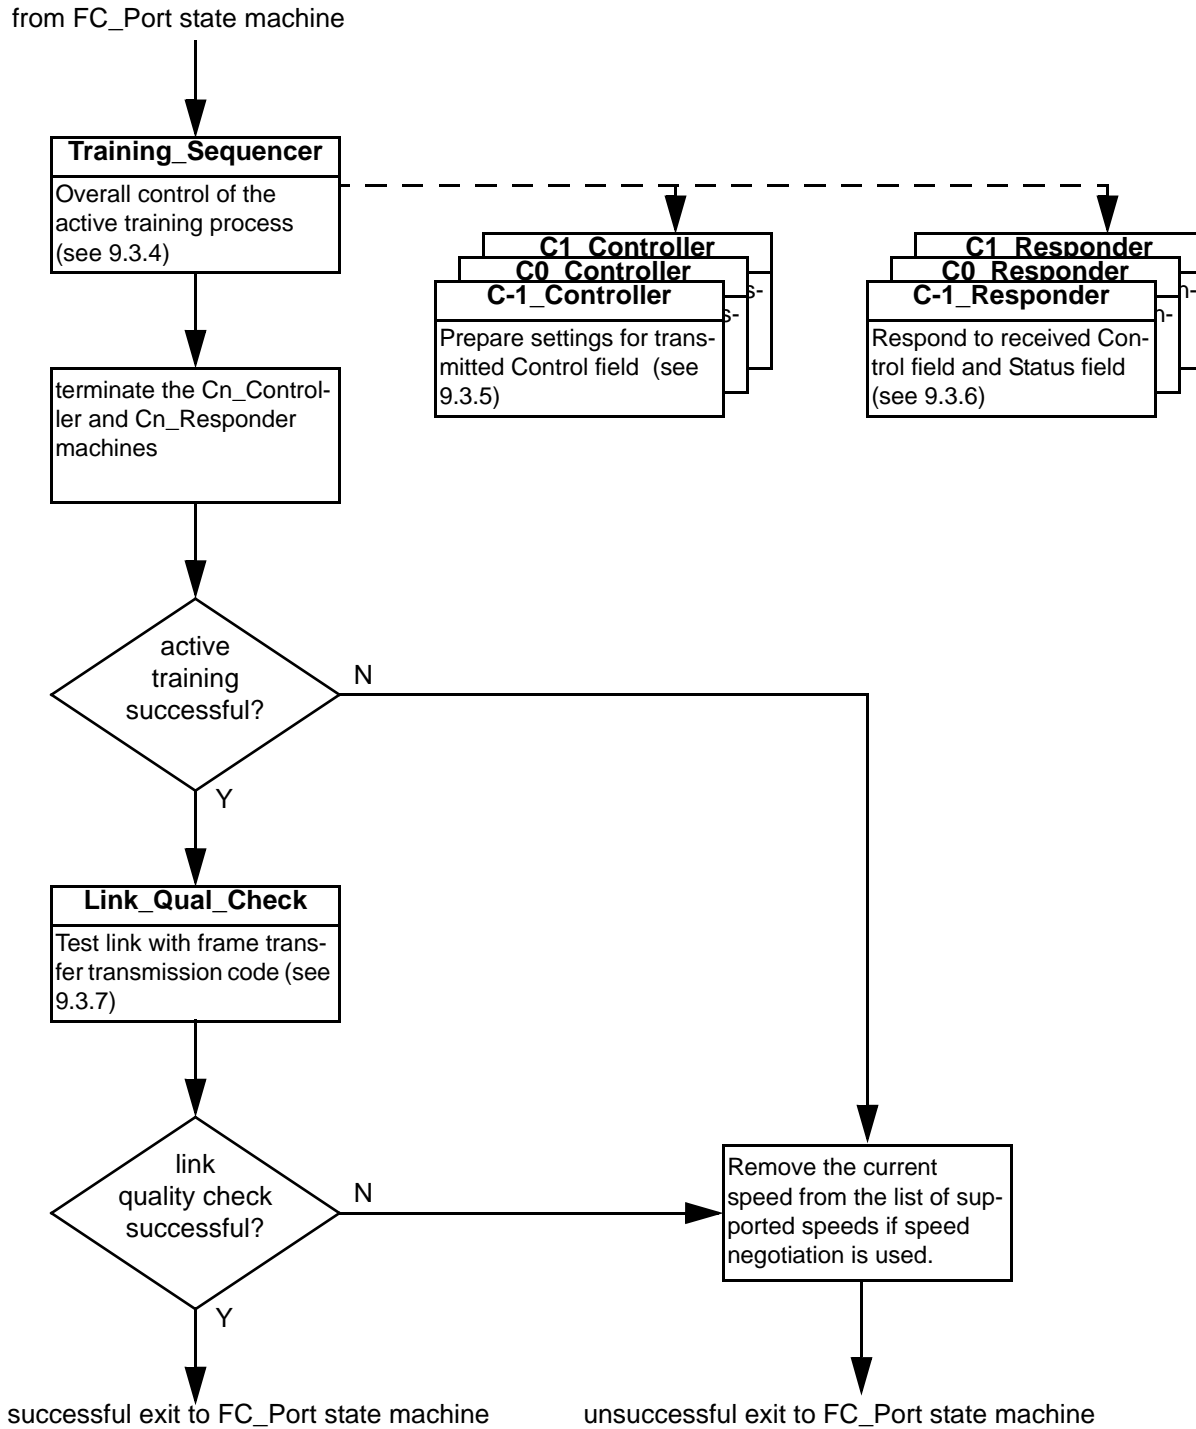 from FC_Port state machine
Training_Sequencer
Overall control of the
active training process
(see 9.3.4)
C1_Controller
C0_Controller
s-
C-1_Controller
s-
Prepare settings for trans-
mitted Control field (see
9.3.5)
C1_Responder
C0_Responder
n-
C-1_Responder
n-
Respond to received Con-
trol field and Status field
(see 9.3.6)
terminate the Cn_Control-
ler and Cn_Responder
machines
active
training
successful?
N
Y
Link_Qual_Check
Test link with frame trans-
fer transmission code (see
9.3.7)
link
quality check
successful?
N
Y
Remove the current
speed from the list of sup-
ported speeds if speed
negotiation is used.
successful exit to FC_Port state machine
unsuccessful exit to FC_Port state machine